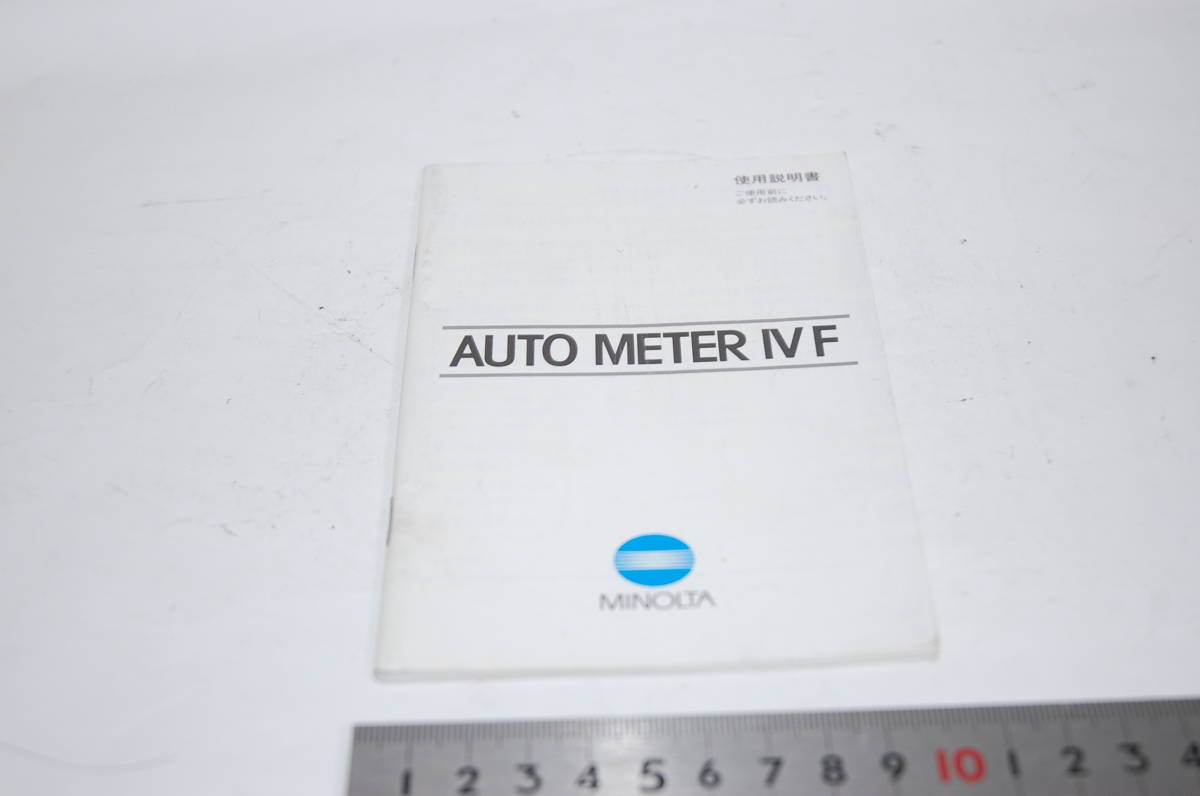 使用説明書
ご使用前に
必ずお読みください。
AUTO METER IV F
MINOLTA
1 2 3 4 5 6 7 8 9 10 1 2 3 4